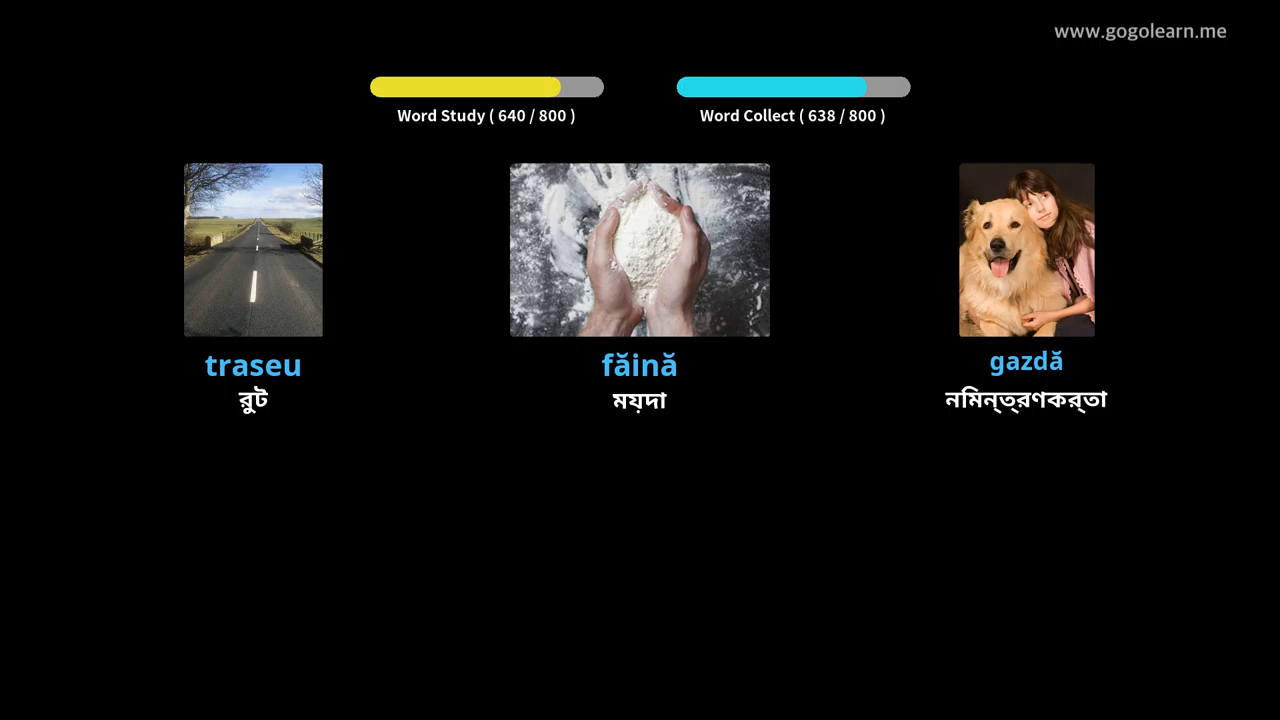 www.gogolearn.me
Word Study ( 640 / 800 )
Word Collect ( 638 / 800 )
traseu
রুট
făină
ময়দা
gazdă
নিমন্ত্রণকর্তা